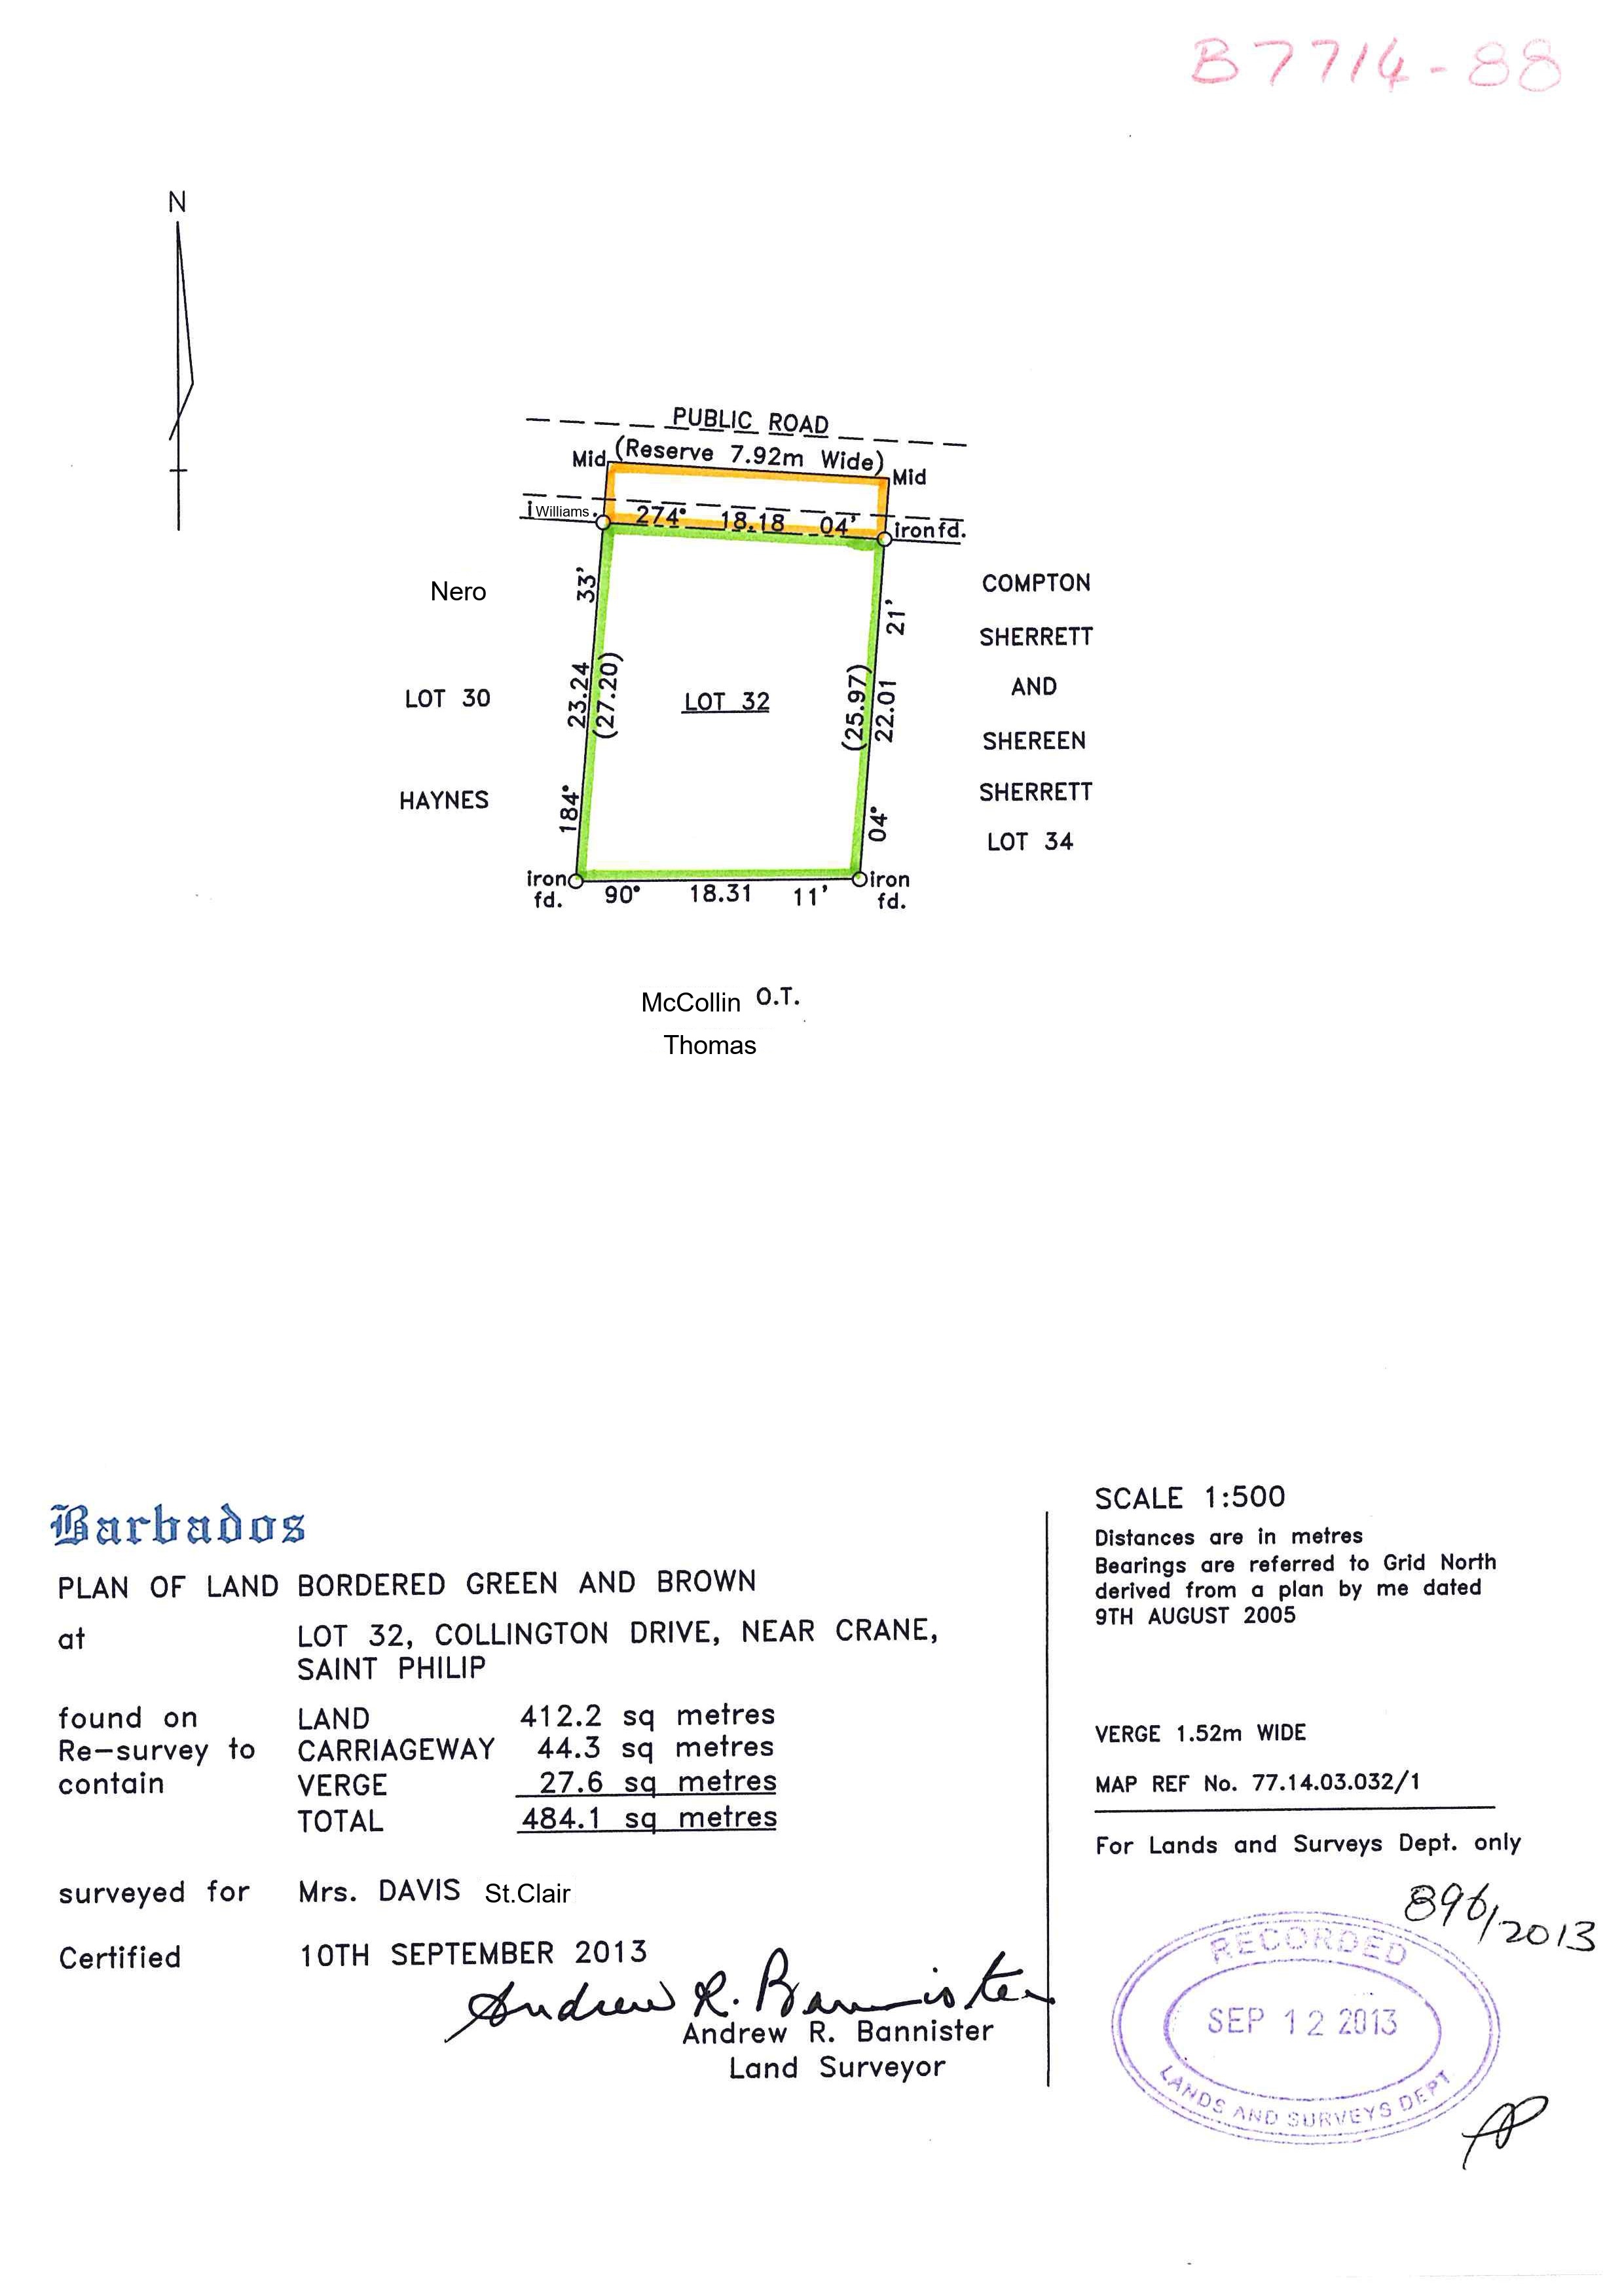 B7714-88
N
PUBLIC ROAD
(Reserve 7.92m Wide)
Mid
Mid
i Williams.
274° 18.18 04'
iron fd.
Nero
LOT 30
HAYNES
184° 23.24 33'
(27.20)
LOT 32
(25.97)
04° 22.01 21'
COMPTON
SHERRETT
AND
SHEREEN
SHERRETT
LOT 34
iron
fd.
90° 18.31 11'
iron
fd.
McCollin O.T.
Thomas
Barbados
PLAN OF LAND BORDERED GREEN AND BROWN
at LOT 32, COLLINGTON DRIVE, NEAR CRANE,
SAINT PHILIP
found on LAND 412.2 sq metres
Re-survey to CARRIAGEWAY 44.3 sq metres
contain VERGE 27.6 sq metres
TOTAL 484.1 sq metres
surveyed for Mrs. DAVIS St.Clair
Certified 10TH SEPTEMBER 2013
Andrew R. Bannister
Andrew R. Bannister
Land Surveyor
SCALE 1:500
Distances are in metres
Bearings are referred to Grid North
derived from a plan by me dated
9TH AUGUST 2005
VERGE 1.52m WIDE
MAP REF No. 77.14.03.032/1
For Lands and Surveys Dept. only
896/2013
RECORDED
SEP 12 2013
LANDS AND SURVEYS DEPT
AP